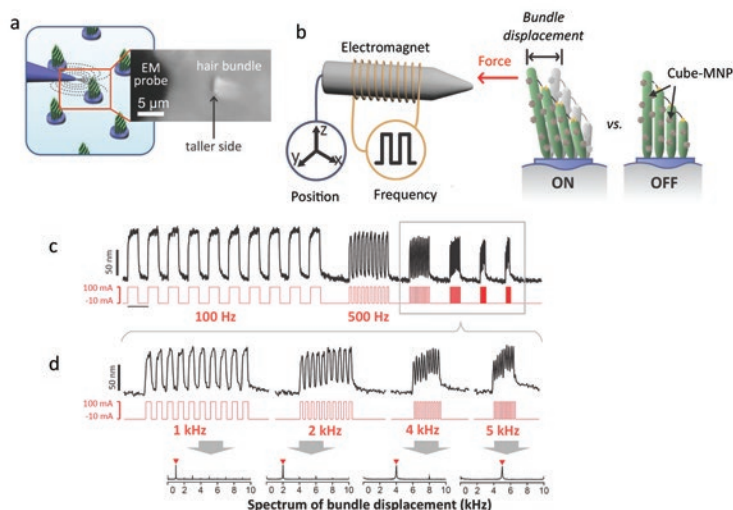 a
EM
probe
hair bundle
5 µm
taller side
b
Electromagnet
Force
Bundle
displacement
Cube-MNP
vs.
ON
OFF
z
y
x
Position
Frequency
c
50 nm
100 mA
-10 mA
100 Hz
500 Hz
d
50 nm
100 mA
-10 mA
1 kHz
2 kHz
4 kHz
5 kHz
0 2 4 6 8 10
0 2 4 6 8 10
0 2 4 6 8 10
0 2 4 6 8 10
Spectrum of bundle displacement (kHz)